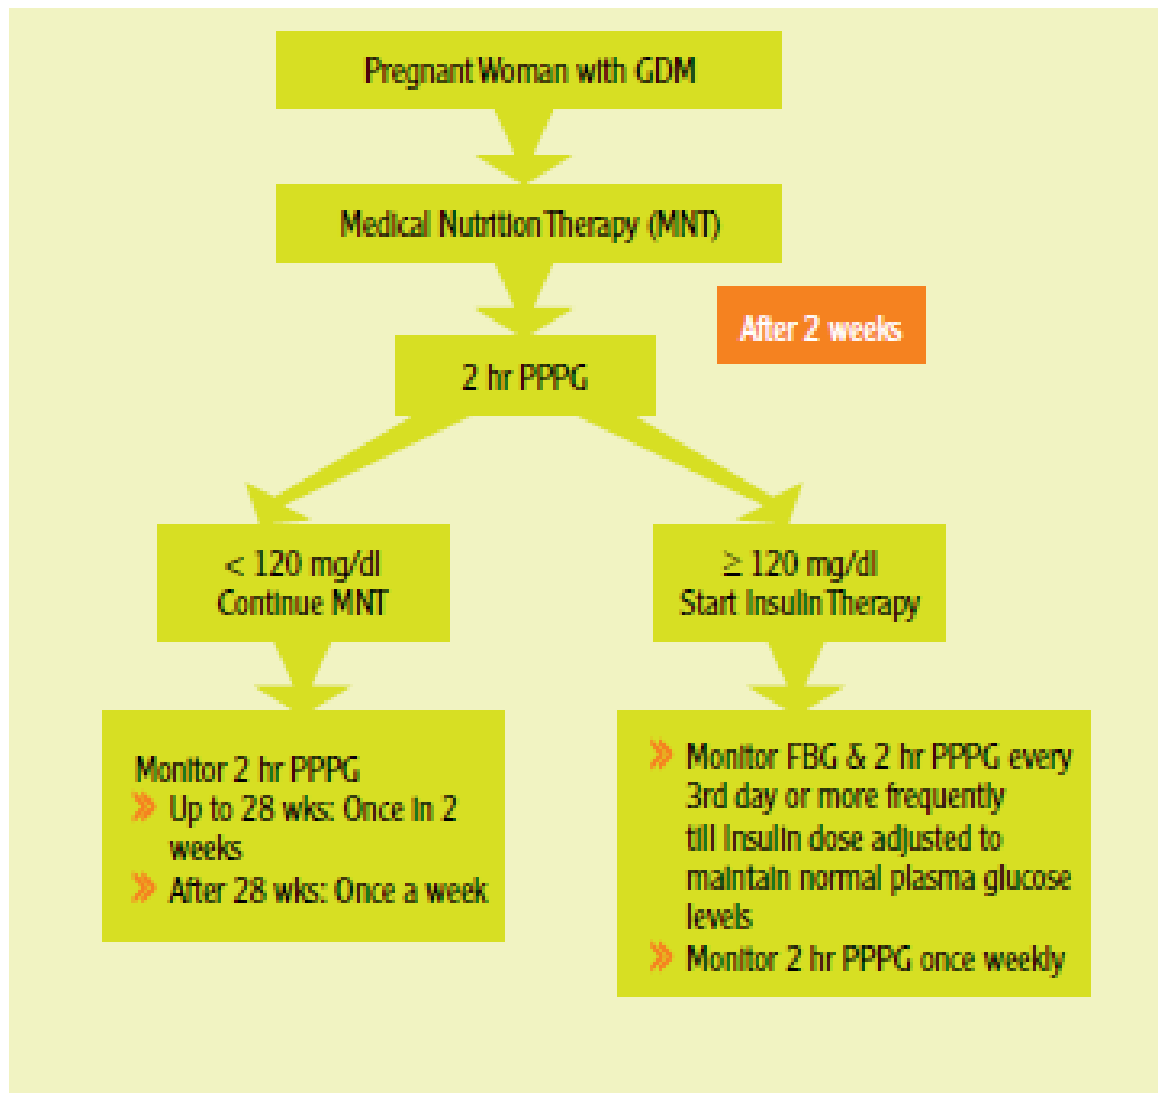 Pregnant Woman with GDM
Medical Nutrition Therapy (MNT)
After 2 weeks
2 hr PPPG
< 120 mg/dl
Continue MNT
≥ 120 mg/dl
Start Insulin Therapy
Monitor 2 hr PPPG
Up to 28 wks: Once in 2
weeks
After 28 wks: Once a week
Monitor FBG & 2 hr PPPG every
3rd day or more frequently
till Insulin dose adjusted to
maintain normal plasma glucose
levels
Monitor 2 hr PPPG once weekly